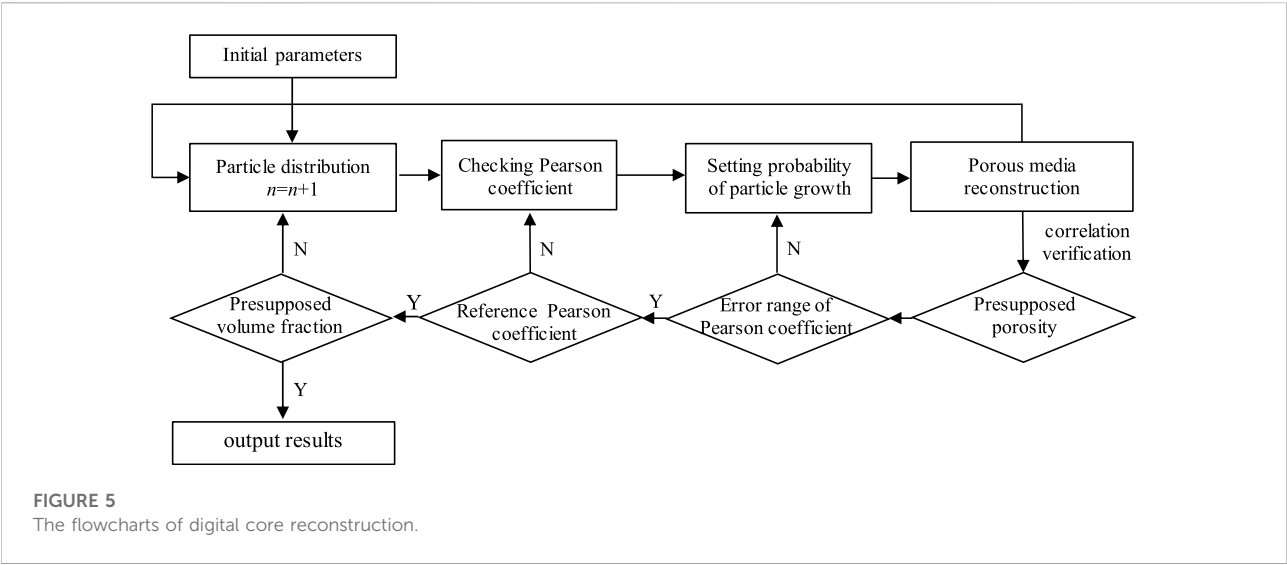 Initial parameters
Particle distribution
n=n+1
Checking Pearson
coefficient
Setting probability
of particle growth
Porous media
reconstruction
correlation
verification
N
N
N
Presupposed
volume fraction
Y
Reference Pearson
coefficient
Y
Error range of
Pearson coefficient
Presupposed
porosity
Y
output results
FIGURE 5
The flowcharts of digital core reconstruction.